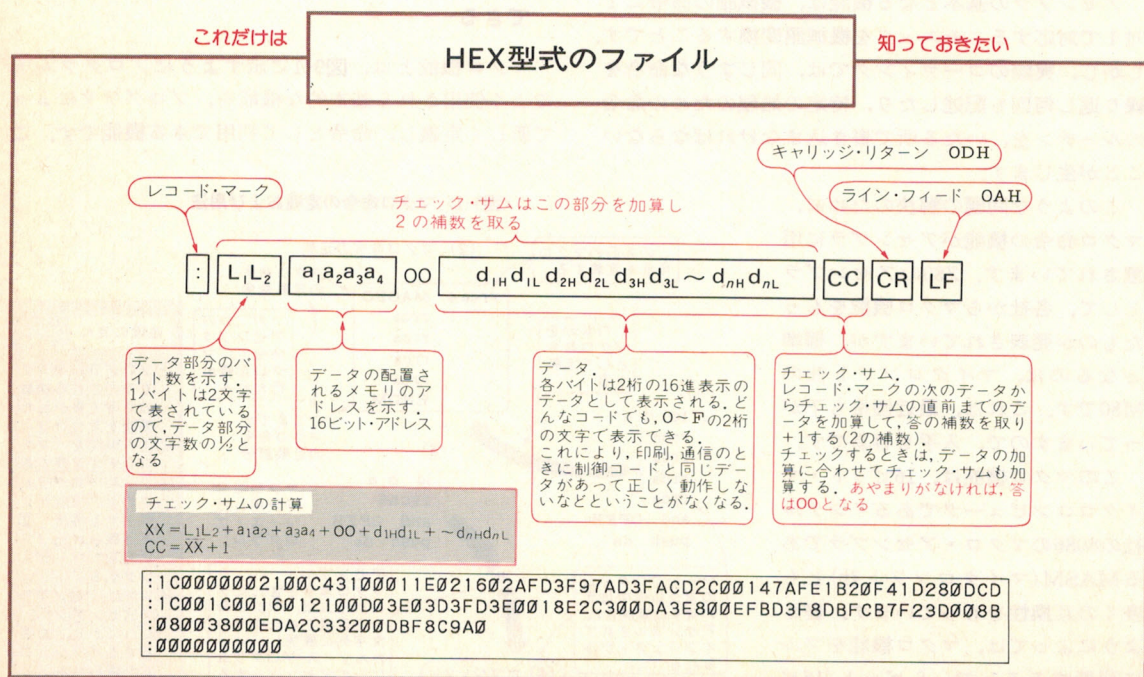 これだけは
HEX型式のファイル
知っておきたい
キャリッジ・リターン 0DH
レコード・マーク
ライン・フィード 0AH
チェック・サムはこの部分を加算し
2の補数を取る
: L₁L₂ a₁a₂a₃a₄ 00 d₁Hd₁Ld₂Hd₂Ld₃Hd₃L～dnHdnL CC CR LF
データ部分のバ
イト数を示す.
1バイトは2文字
で表されている
ので,データ部分
の文字数の½と
なる
データの配置さ
れるメモリのア
ドレスを示す.
16ビット・アドレス
データ.
各バイトは2桁の16進表示の
データとして表示される. ど
んなコードでも,0～Fの2桁
の文字で表示できる.
これにより,印刷,通信のと
きに制御コードと同じデー
タがあって正しく動作しな
いなどということがなくなる.
チェック・サム.
レコード・マークの次のデータか
らチェック・サムの直前までのデ
ータを加算して,答の補数を取り
+1する(2の補数).
チェックするときは,データの加
算に合わせてチェック・サムも加
算する. あやまりがなければ,答
は00となる
チェック・サムの計算
XX=L₁L₂+a₁a₂+a₃a₄+00+d₁Hd₁L+～dnHdnL
CC=X̅X̅+1
:1C0000002100C431000011E021602AFD3F97AD3FACD2C00147AFE1B20F41D280DCD
:1C001C0016012100D03E03D3FD3E0018E2C300DA3E800EFBD3F8DBFCB7F23D008B
:08003800EDA2C33200DBF8C9A0
:0000000000